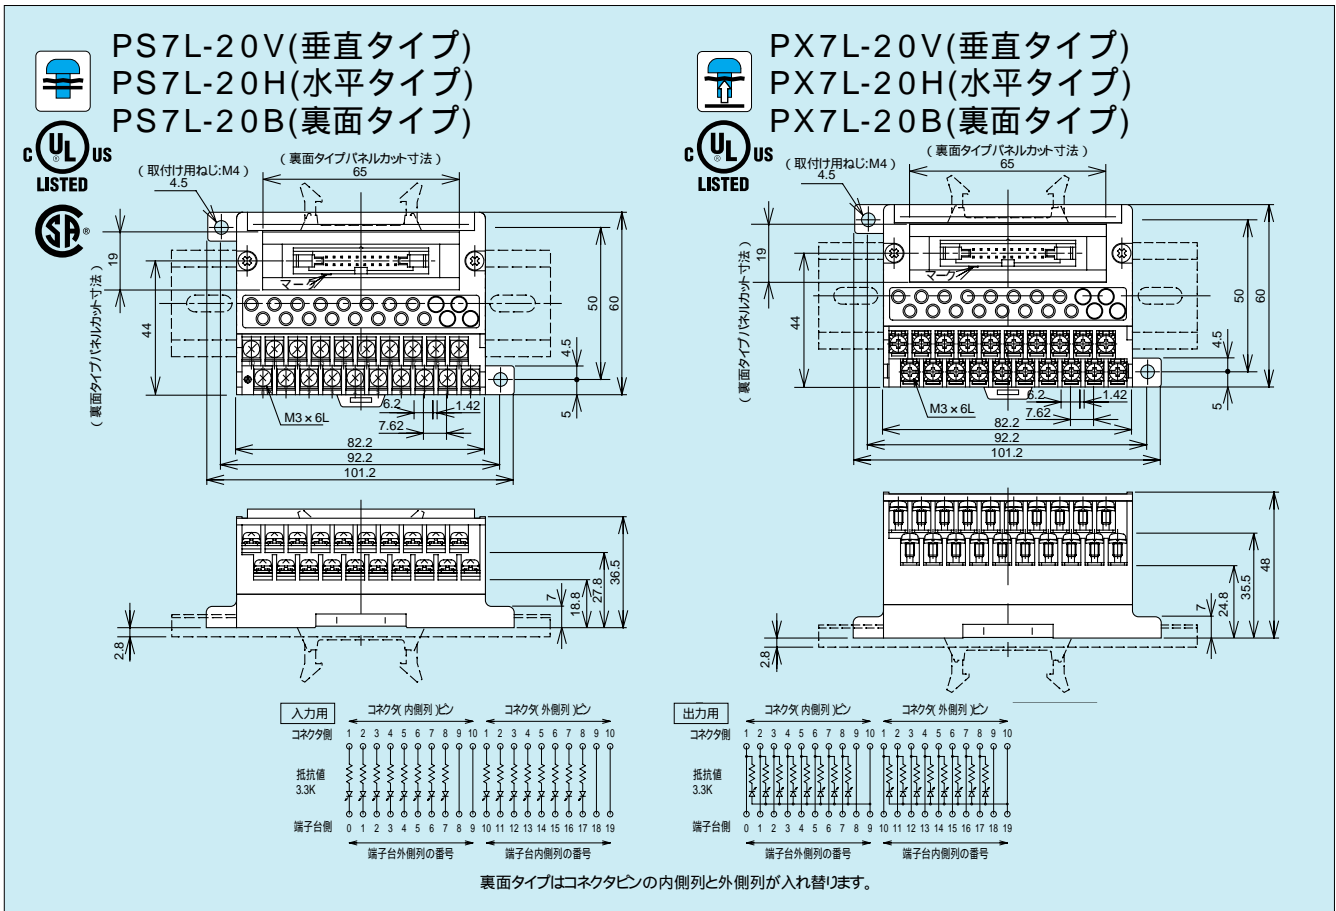 PS7L-20V(垂直タイプ)
PS7L-20H(水平タイプ)
PS7L-20B(裏面タイプ)
C UL US
®
LISTED
SA ®
(裏面タイプパネルカット寸法)
65
(取付け用ねじ:M4)
4.5
19
(裏面タイプパネルカット寸法)
44
マーク
50
60
4.5
5
M3×6L
6.2
1.42
7.62
82.2
92.2
101.2
2.8
7
18.8
27.8
36.5
入力用
コネクタ(内側列)ピン
コネクタ(外側列)ピン
コネクタ側
1 2 3 4 5 6 7 8 9 10 1 2 3 4 5 6 7 8 9 10
抵抗値
3.3K
端子台側
0 1 2 3 4 5 6 7 8 9 10 11 12 13 14 15 16 17 18 19
端子台外側列の番号
端子台内側列の番号
PX7L-20V(垂直タイプ)
PX7L-20H(水平タイプ)
PX7L-20B(裏面タイプ)
C UL US
®
LISTED
(裏面タイプパネルカット寸法)
65
(取付け用ねじ:M4)
4.5
19
(裏面タイプパネルカット寸法)
44
マーク
50
60
4.5
5
M3×6L
6.2
1.42
7.62
82.2
92.2
101.2
2.8
7
24.8
35.5
48
出力用
コネクタ(内側列)ピン
コネクタ(外側列)ピン
コネクタ側
1 2 3 4 5 6 7 8 9 10 1 2 3 4 5 6 7 8 9 10
抵抗値
3.3K
端子台側
0 1 2 3 4 5 6 7 8 9 10 11 12 13 14 15 16 17 18 19
端子台外側列の番号
端子台内側列の番号
裏面タイプはコネクタピンの内側列と外側列が入れ替ります。